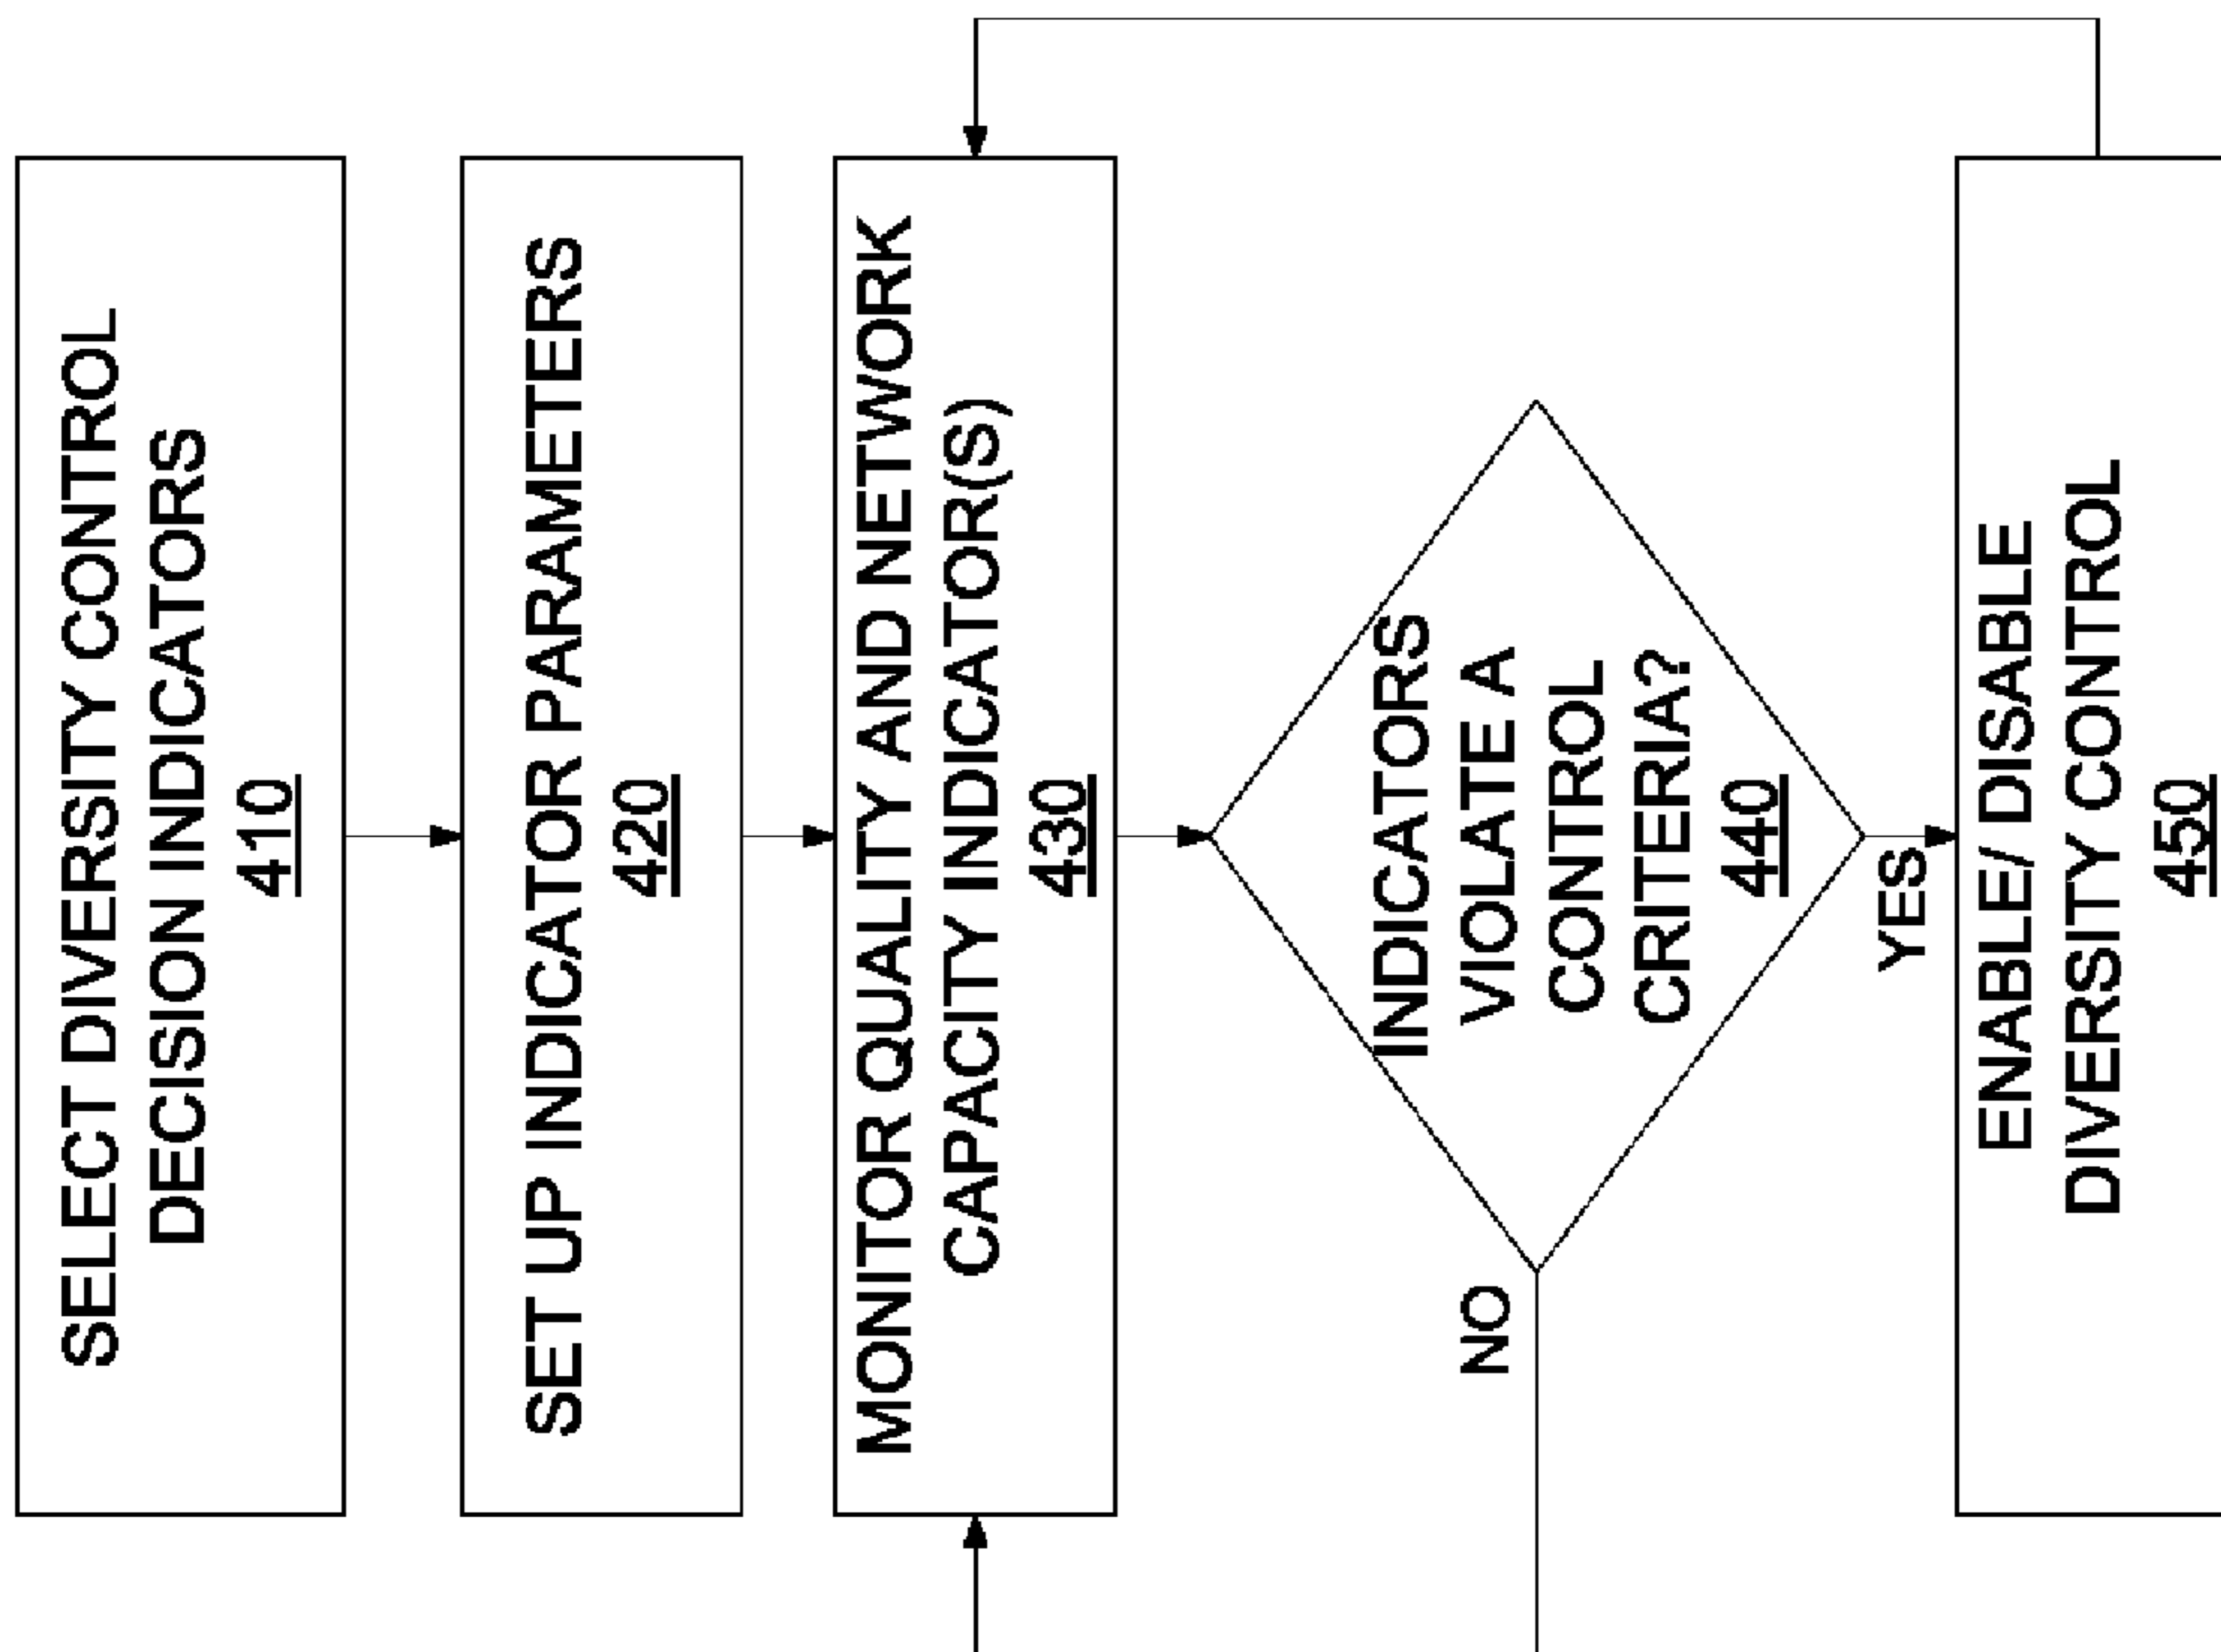 SELECT DIVERSITY CONTROL
DECISION INDICATORS
410
SET UP INDICATOR PARAMETERS
420
MONITOR QUALITY AND NETWORK
CAPACITY INDICATOR(S)
430
INDICATORS
VIOLATE A
CONTROL
CRITERIA?
440
NO
YES
ENABLE/ DISABLE
DIVERSITY CONTROL
450